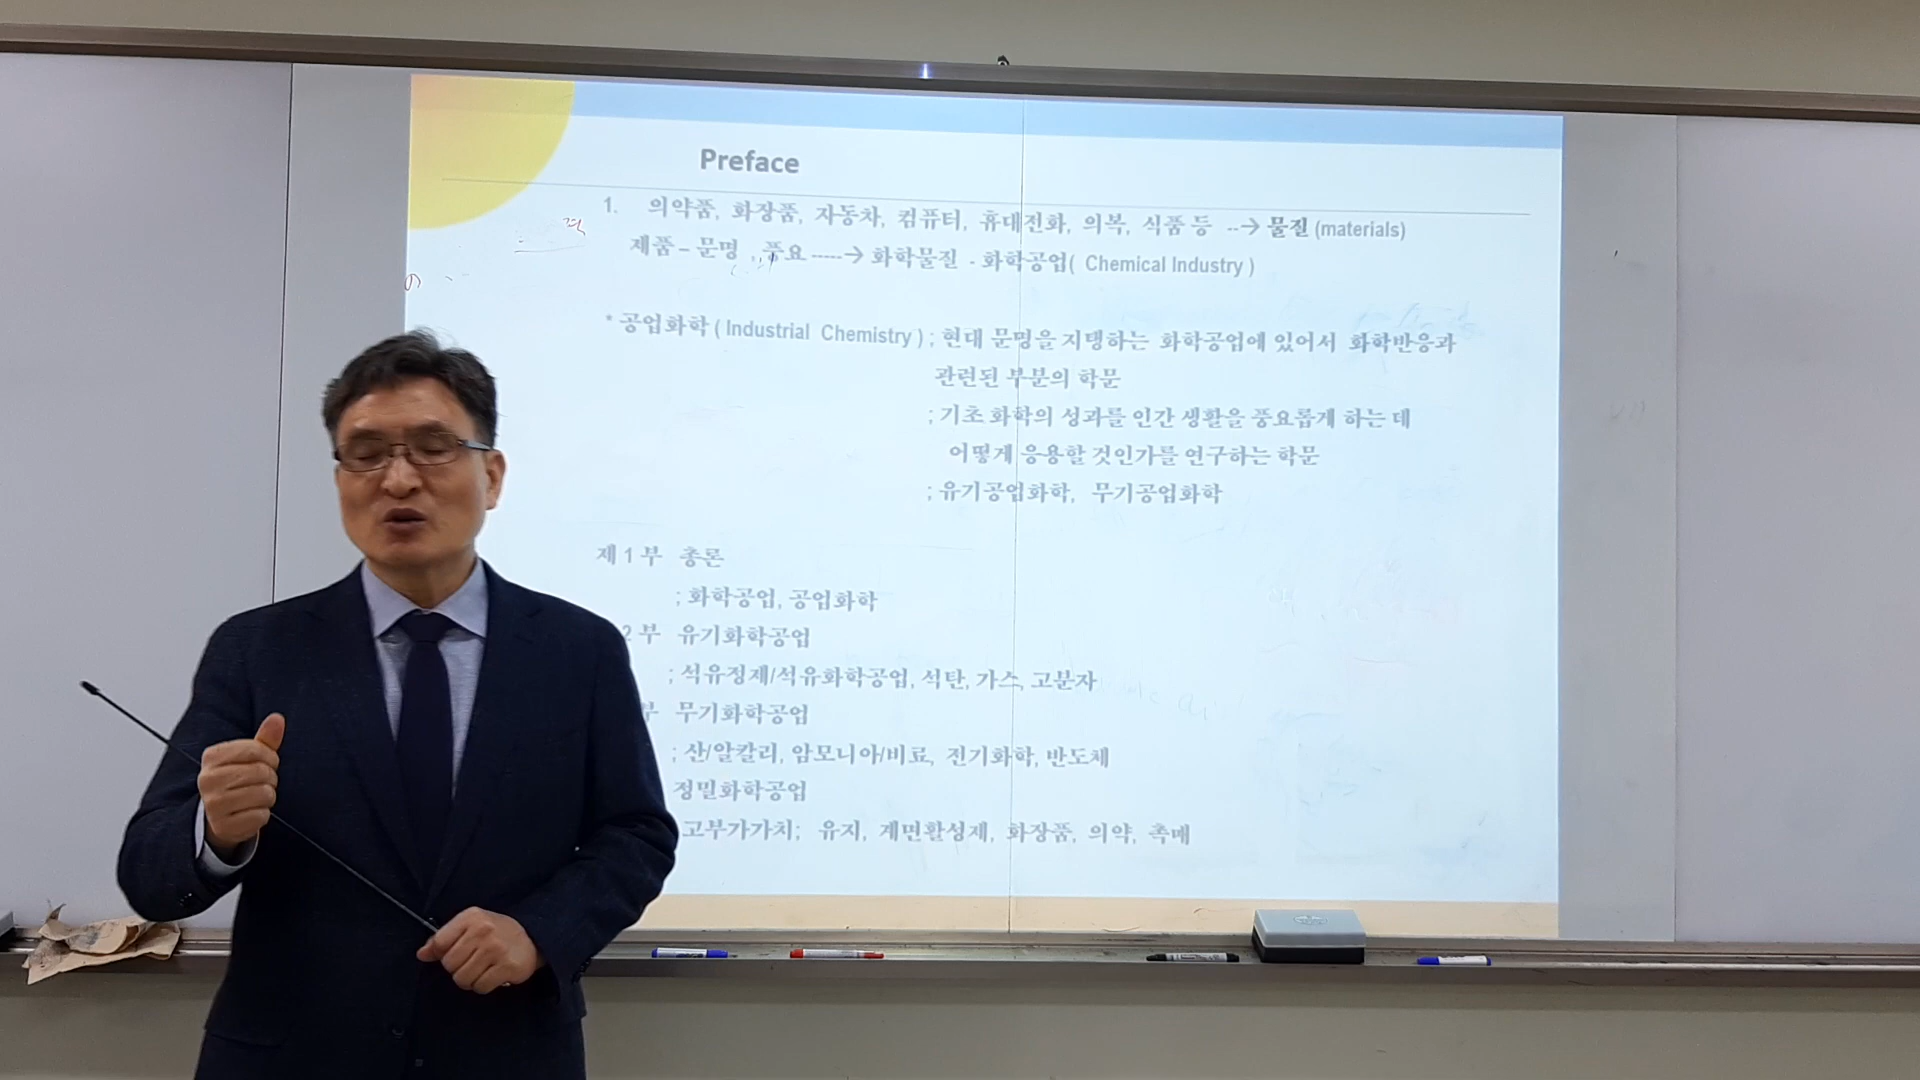 Preface
1. 의약품, 화장품, 자동차, 컴퓨터, 휴대전화, 의복, 식품 등 --→ 물질 (materials)
제품 – 문명 , 풍요 -----→ 화학물질 - 화학공업( Chemical Industry )
* 공업화학 ( Industrial Chemistry ) ; 현대 문명을 지탱하는 화학공업에 있어서 화학반응과
관련된 부분의 학문
; 기초 화학의 성과를 인간 생활을 풍요롭게 하는 데
어떻게 응용할 것인가를 연구하는 학문
; 유기공업화학, 무기공업화학
제 1 부 총론
; 화학공업, 공업화학
2 부 유기화학공업
; 석유정제/석유화학공업, 석탄, 가스, 고분자
부 무기화학공업
; 산/알칼리, 암모니아/비료, 전기화학, 반도체
정밀화학공업
고부가가치; 유지, 계면활성제, 화장품, 의약, 촉매